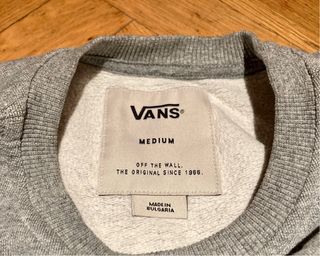 VANS®
MEDIUM
OFF THE WALL.
THE ORIGINAL SINCE 1966.
MADE IN
BULGARIA